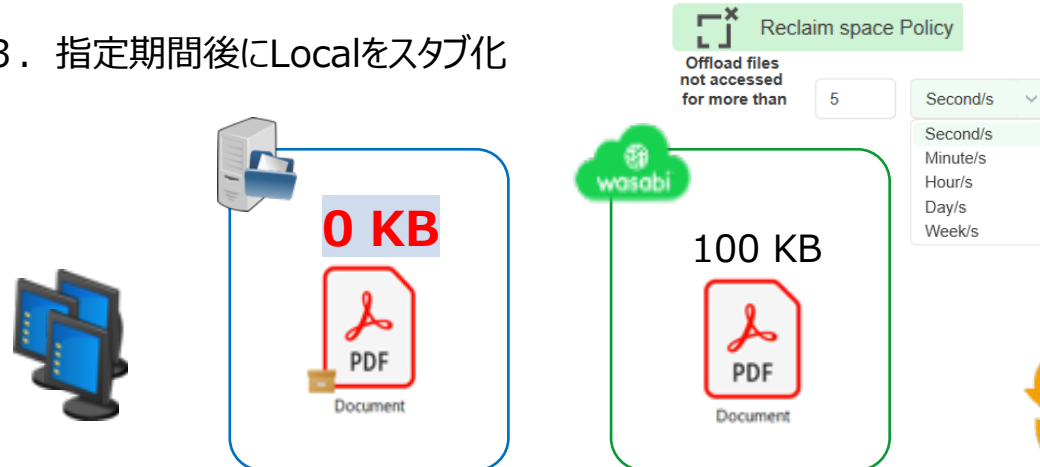 3．指定期間後にLocalをスタブ化
Reclaim space Policy
Offload files
not accessed
for more than
5
Second/s
Second/s
Minute/s
Hour/s
Day/s
Week/s
wasabi
0 KB
100 KB
PDF
Document
PDF
Document